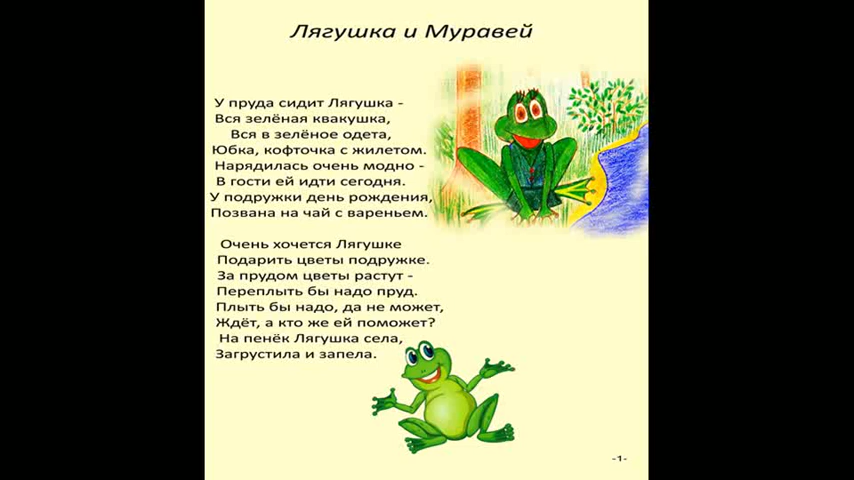 Лягушка и Муравей
У пруда сидит Лягушка -
Вся зелёная квакушка,
Вся в зелёное одета,
Юбка, кофточка с жилетом.
Нарядилась очень модно -
В гости ей идти сегодня.
У подружки день рождения,
Позвана на чай с вареньем.
Очень хочется Лягушке
Подарить цветы подружке.
За прудом цветы растут -
Переплыть бы надо пруд.
Плыть бы надо, да не может,
Ждёт, а кто же ей поможет?
На пенёк Лягушка села,
Загрустила и запела.
-1-